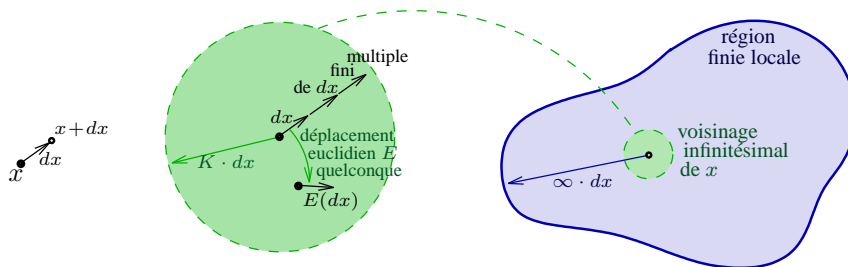 x
dx
x+dx
multiple
fini
de dx
dx
déplacement
euclidien E
quelconque
K · dx
E(dx)
région
finie locale
voisinage
infinitésimal
de x
∞ · dx